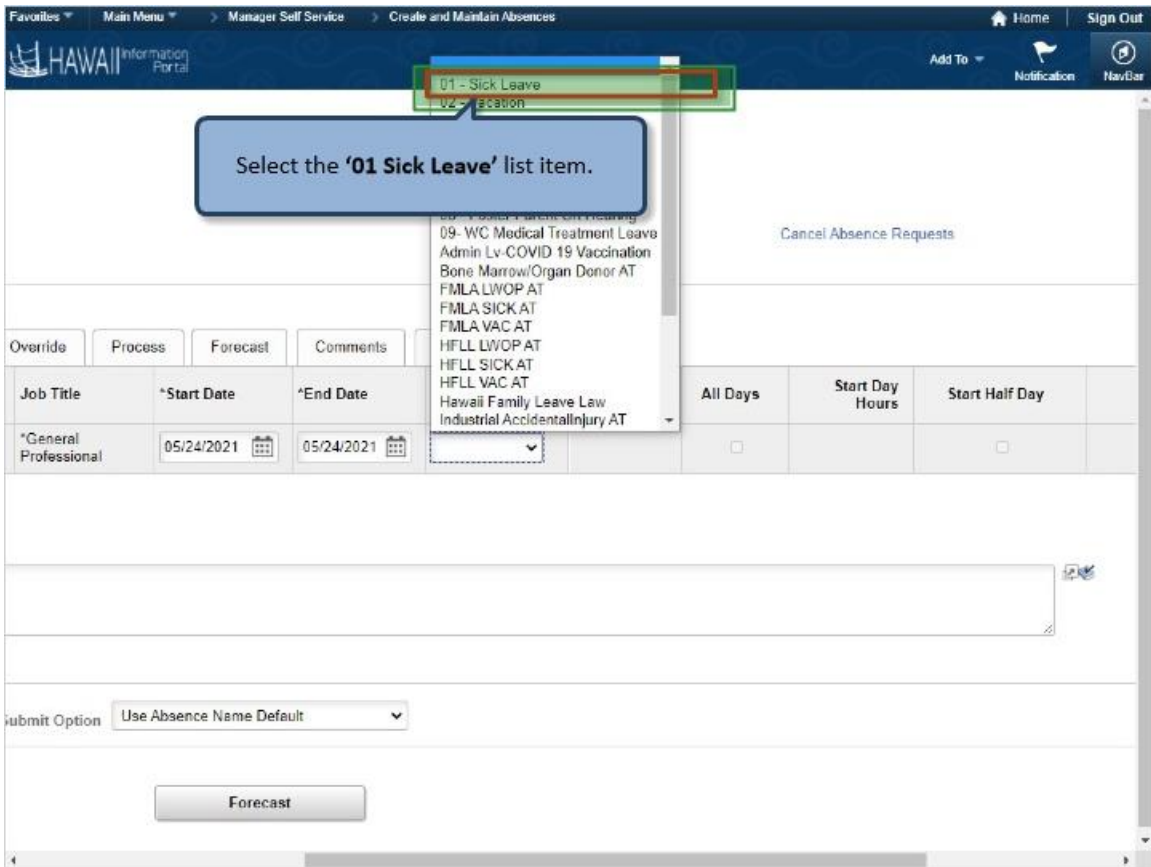 Favorites Main Menu > Manager Self Service > Create and Maintain Absences Home Sign Out
HAWAII Information Portal Add To Notification NavBar
01 - Sick Leave
02 - Vacation
Select the ‘01 Sick Leave’ list item.
09- WC Medical Treatment Leave
Admin Lv-COVID 19 Vaccination
Bone Marrow/Organ Donor AT
FMLA LWOP AT
FMLA SICK AT
FMLA VAC AT
HFLL LWOP AT
HFLL SICK AT
HFLL VAC AT
Hawaii Family Leave Law
Industrial AccidentalInjury AT
Cancel Absence Requests
Override Process Forecast Comments
Job Title *Start Date *End Date All Days Start Day Hours Start Half Day
*General Professional 05/24/2021 05/24/2021
Submit Option Use Absence Name Default
Forecast